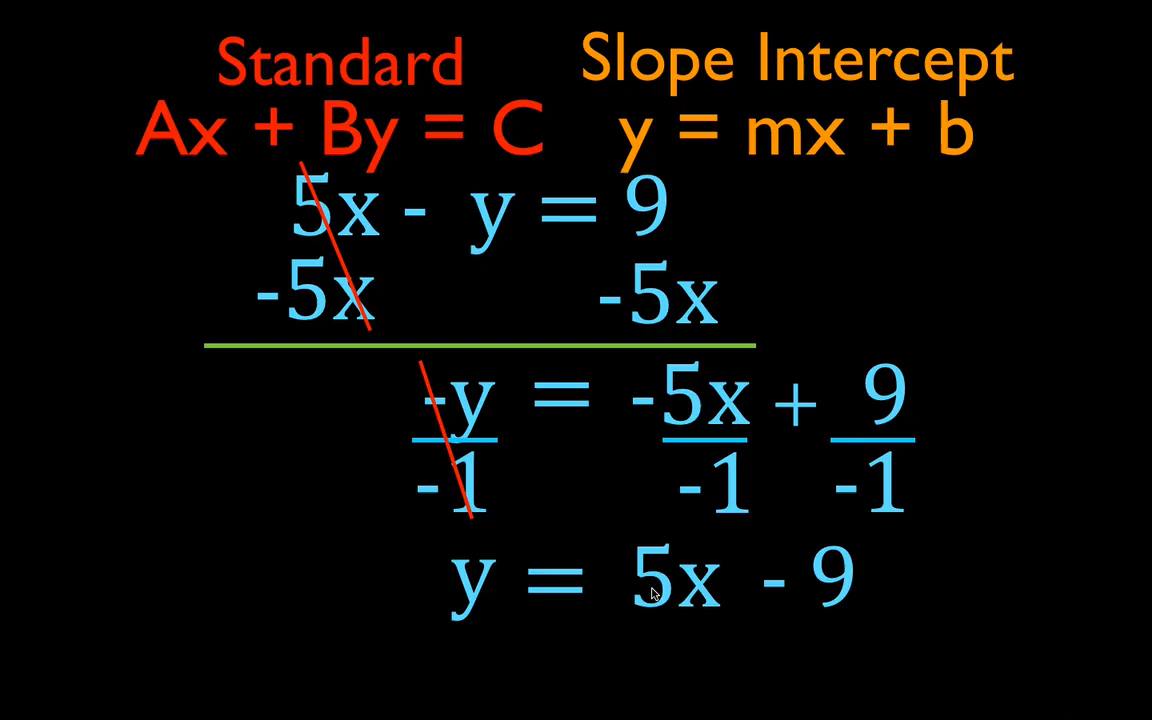 Standard Slope Intercept
Ax + By = C y = mx + b
5x - y = 9
-5x -5x
-y = -5x + 9
-1 -1 -1
y = 5x - 9